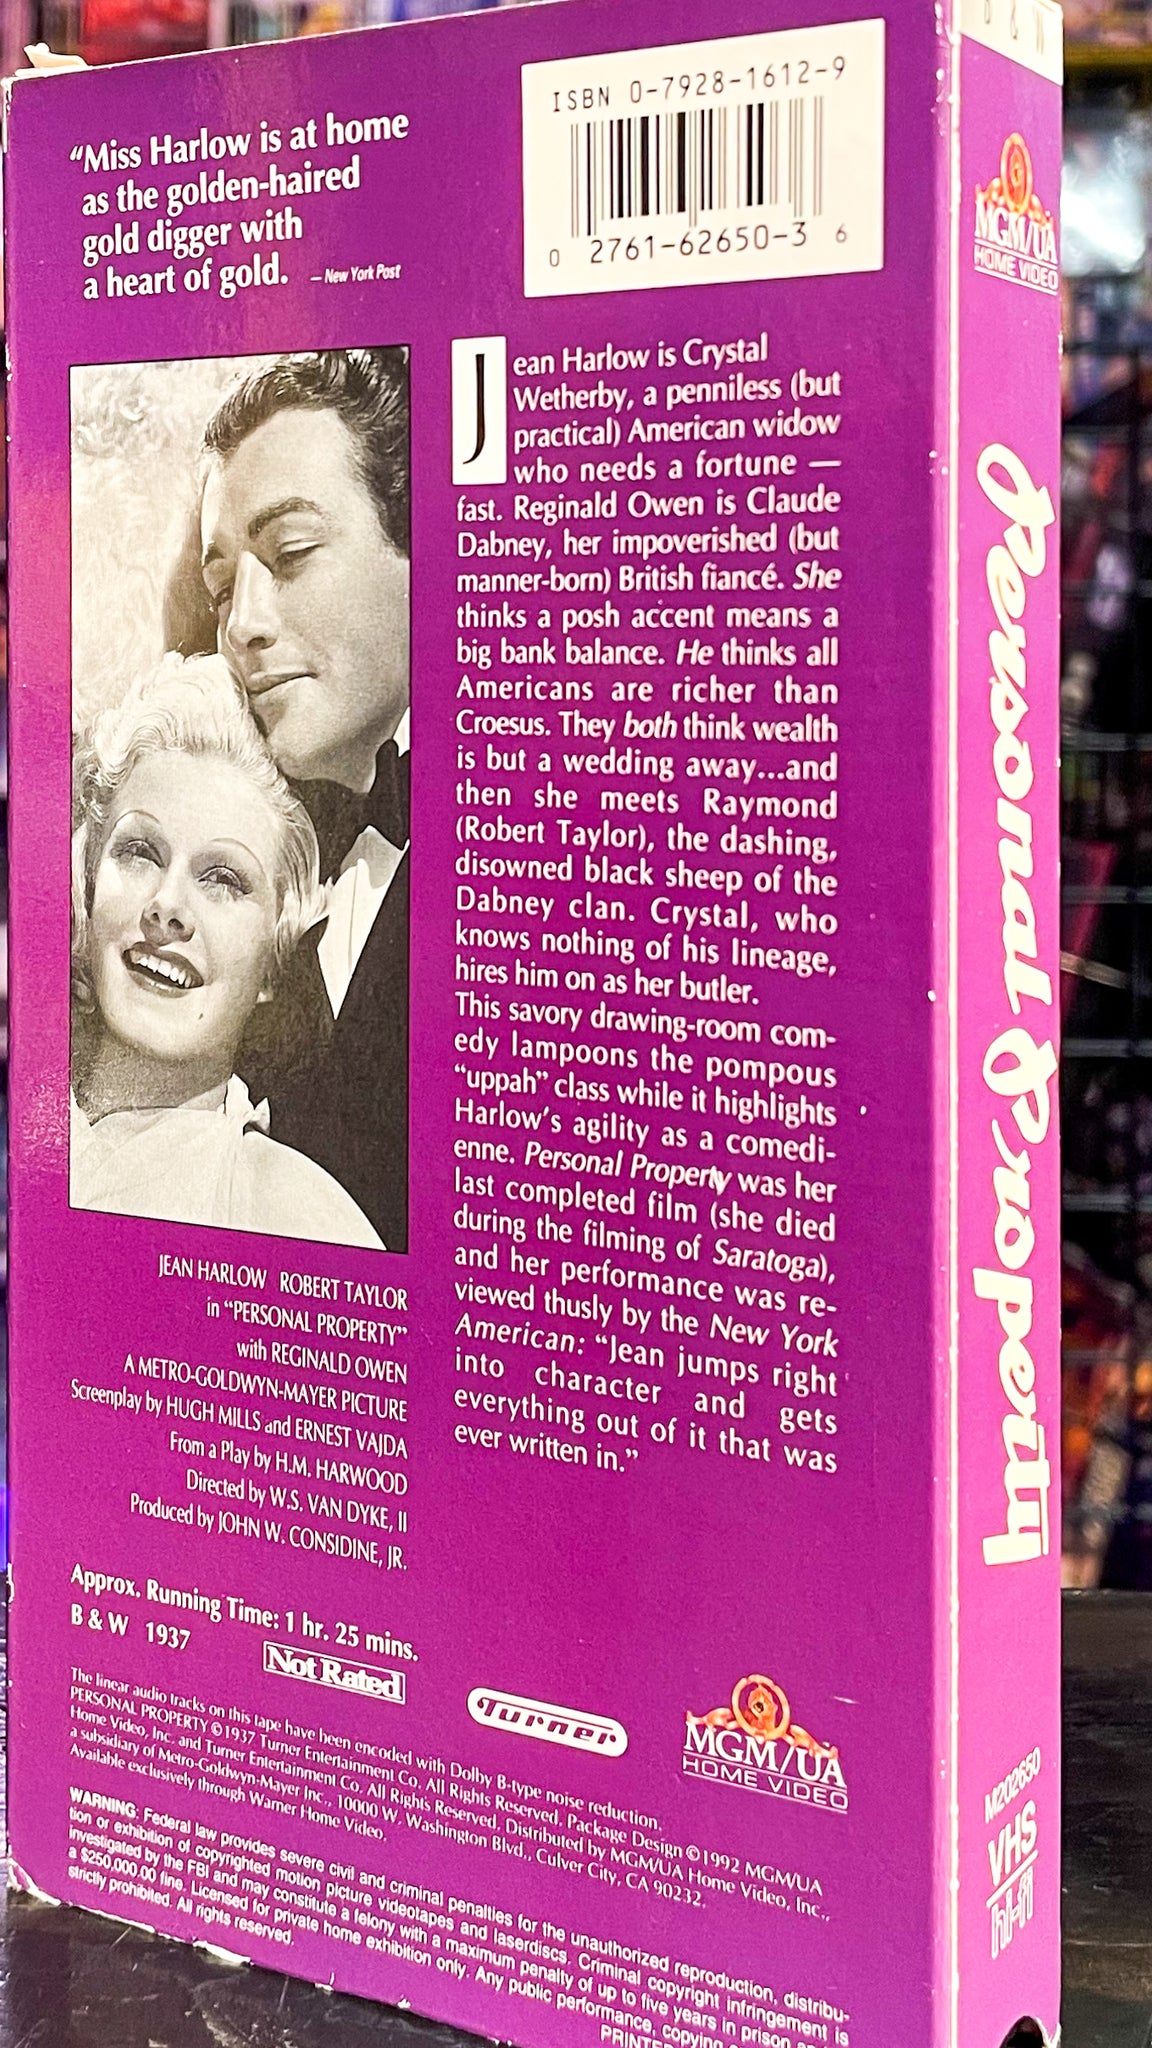 "Miss Harlow is at home
as the golden-haired
gold digger with
a heart of gold. – New York Post
ISBN 0-7928-1612-9
0 2761-62650-3 6
Jean Harlow is Crystal
Wetherby, a penniless (but
practical) American widow
who needs a fortune —
fast. Reginald Owen is Claude
Dabney, her impoverished (but
manner-born) British fiancé. She
thinks a posh accent means a
big bank balance. He thinks all
Americans are richer than
Croesus. They both think wealth
is but a wedding away...and
then she meets Raymond
(Robert Taylor), the dashing,
disowned black sheep of the
Dabney clan. Crystal, who
knows nothing of his lineage,
hires him on as her butler.
This savory drawing-room com-
edy lampoons the pompous
"uppah" class while it highlights
Harlow's agility as a comedi-
enne. Personal Property was her
last completed film (she died
during the filming of Saratoga),
and her performance was re-
viewed thusly by the New York
American: "Jean jumps right
into character and gets
everything out of it that was
ever written in."
JEAN HARLOW ROBERT TAYLOR
in "PERSONAL PROPERTY"
with REGINALD OWEN
A METRO-GOLDWYN-MAYER PICTURE
Screenplay by HUGH MILLS and ERNEST VAJDA
From a Play by H.M. HARWOOD
Directed by W.S. VAN DYKE, II
Produced by JOHN W. CONSIDINE, JR.
Approx. Running Time: 1 hr. 25 mins.
B & W 1937
Not Rated
Turner
MGM/UA
HOME VIDEO
The linear audio tracks on this tape have been encoded with Dolby B-type noise reduction.
PERSONAL PROPERTY ©1937 Turner Entertainment Co. All Rights Reserved. Package Design ©1992 MGM/UA
Home Video, Inc. and Turner Entertainment Co. All Rights Reserved. Distributed by MGM/UA Home Video, Inc.,
a subsidiary of Metro-Goldwyn-Mayer Inc., 10000 W. Washington Blvd., Culver City, CA 90232.
Available exclusively through Warner Home Video.
WARNING: Federal law provides severe civil and criminal penalties for the unauthorized reproduction, distribu-
tion or exhibition of copyrighted motion picture videotapes and laserdiscs. Criminal copyright infringement is
investigated by the FBI and may constitute a felony with a maximum penalty of up to five years in prison
a $250,000.00 fine. Licensed for private home exhibition only. Any public performance, copying
strictly prohibited. All rights reserved.
PRINTED
B & W
MGM/UA
HOME VIDEO
Personal Property
M202650
VHS
hi-fi